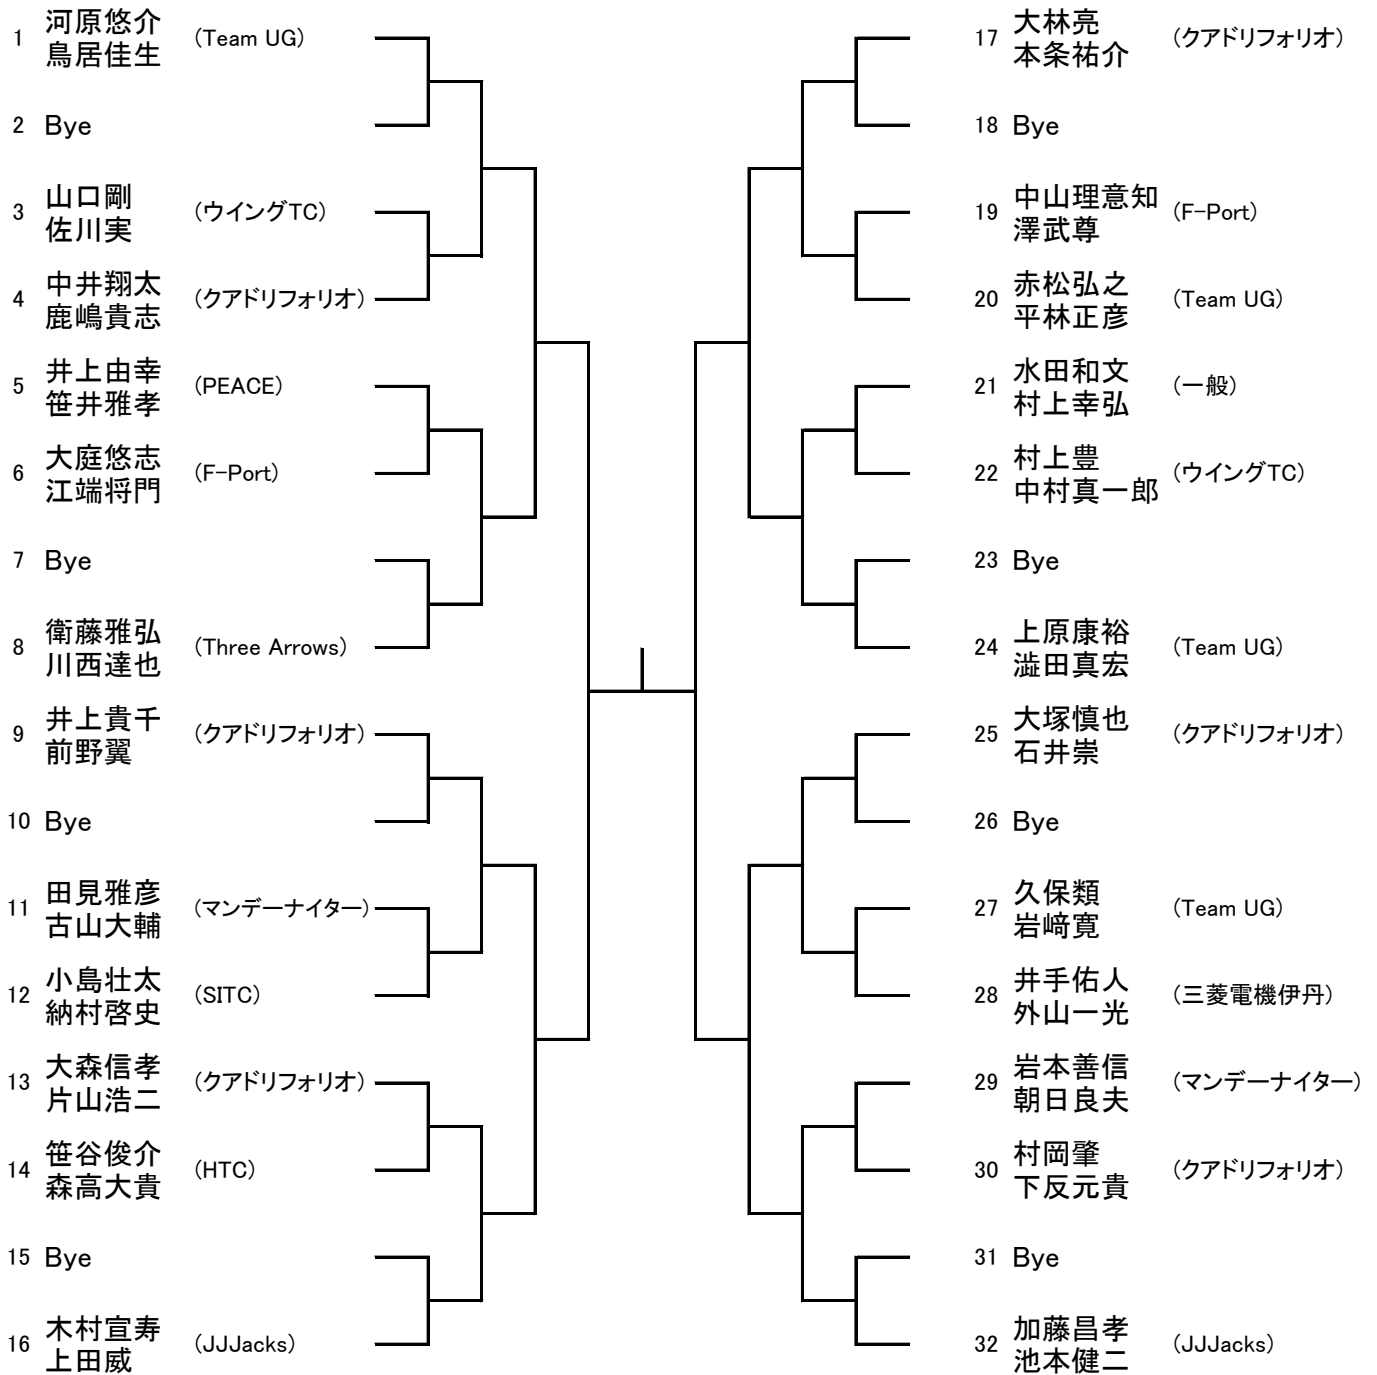 1 河原悠介 (Team UG)
鳥居佳生
2 Bye
3 山口剛 (ウイングTC)
佐川実
4 中井翔太 (クアドリフォリオ)
鹿嶋貴志
5 井上由幸 (PEACE)
笹井雅孝
6 大庭悠志 (F-Port)
江端将門
7 Bye
8 衛藤雅弘 (Three Arrows)
川西達也
9 井上貴千 (クアドリフォリオ)
前野翼
10 Bye
11 田見雅彦 (マンデーナイター)
古山大輔
12 小島壮太 (SITC)
納村啓史
13 大森信孝 (クアドリフォリオ)
片山浩二
14 笹谷俊介 (HTC)
森高大貴
15 Bye
16 木村宣寿 (JJJacks)
上田威
17 大林亮 (クアドリフォリオ)
本条祐介
18 Bye
19 中山理意知 (F-Port)
澤武尊
20 赤松弘之 (Team UG)
平林正彦
21 水田和文 (一般)
村上幸弘
22 村上豊 (ウイングTC)
中村真一郎
23 Bye
24 上原康裕 (Team UG)
澁田真宏
25 大塚慎也 (クアドリフォリオ)
石井崇
26 Bye
27 久保類 (Team UG)
岩﨑寛
28 井手佑人 (三菱電機伊丹)
外山一光
29 岩本善信 (マンデーナイター)
朝日良夫
30 村岡肇 (クアドリフォリオ)
下反元貴
31 Bye
32 加藤昌孝 (JJJacks)
池本健二